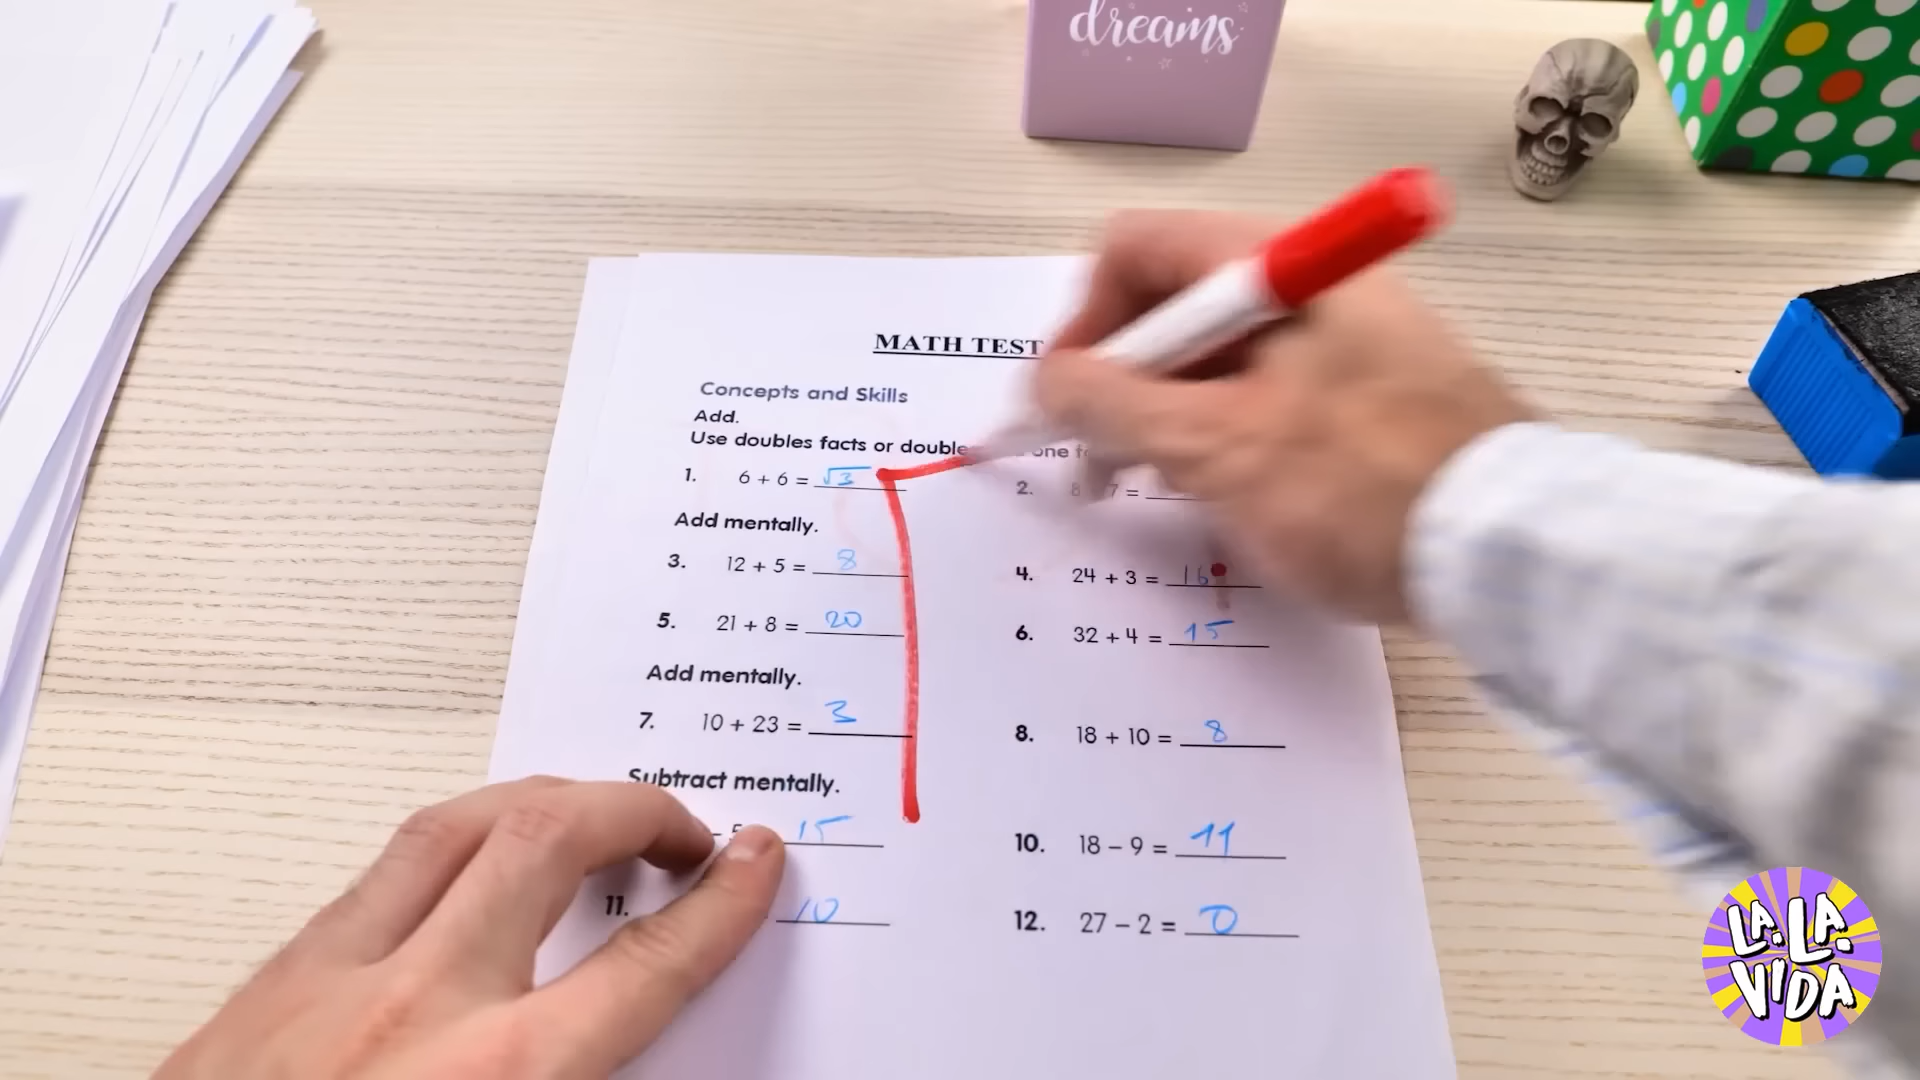 dreams
MATH TEST
Concepts and Skills
Add.
Use doubles facts or one
1. 6 + 6 = √3
2. 8 7 =
Add mentally.
3. 12 + 5 = 8
4. 24 + 3 = 16
5. 21 + 8 = 20
6. 32 + 4 = 15
Add mentally.
7. 10 + 23 = 3
8. 18 + 10 = 8
Subtract mentally.
15
10. 18 – 9 = 11
11. 10
12. 27 – 2 = 0
LA LA
VIDA